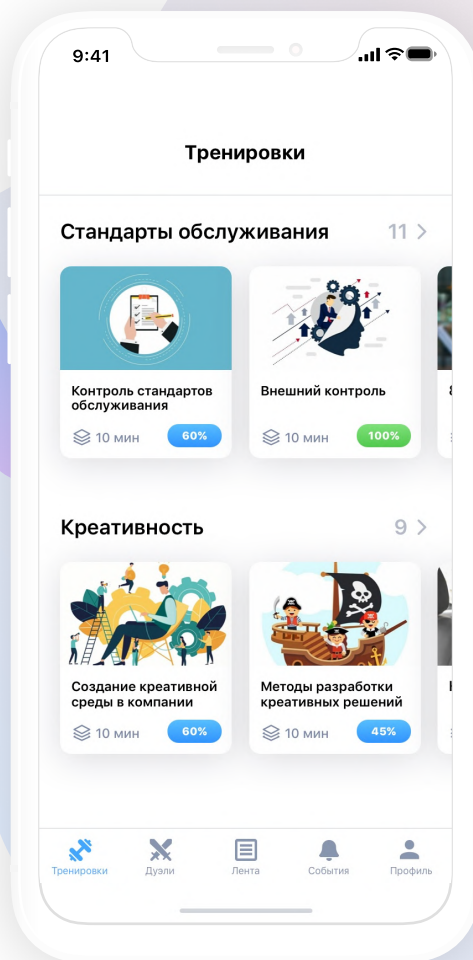 9:41
Тренировки
Стандарты обслуживания 11
Контроль стандартов
обслуживания
10 мин 60%
Внешний контроль
10 мин 100%
Креативность 9
Создание креативной
среды в компании
10 мин 60%
Методы разработки
креативных решений
10 мин 45%
Тренировки Дуэли Лента События Профиль